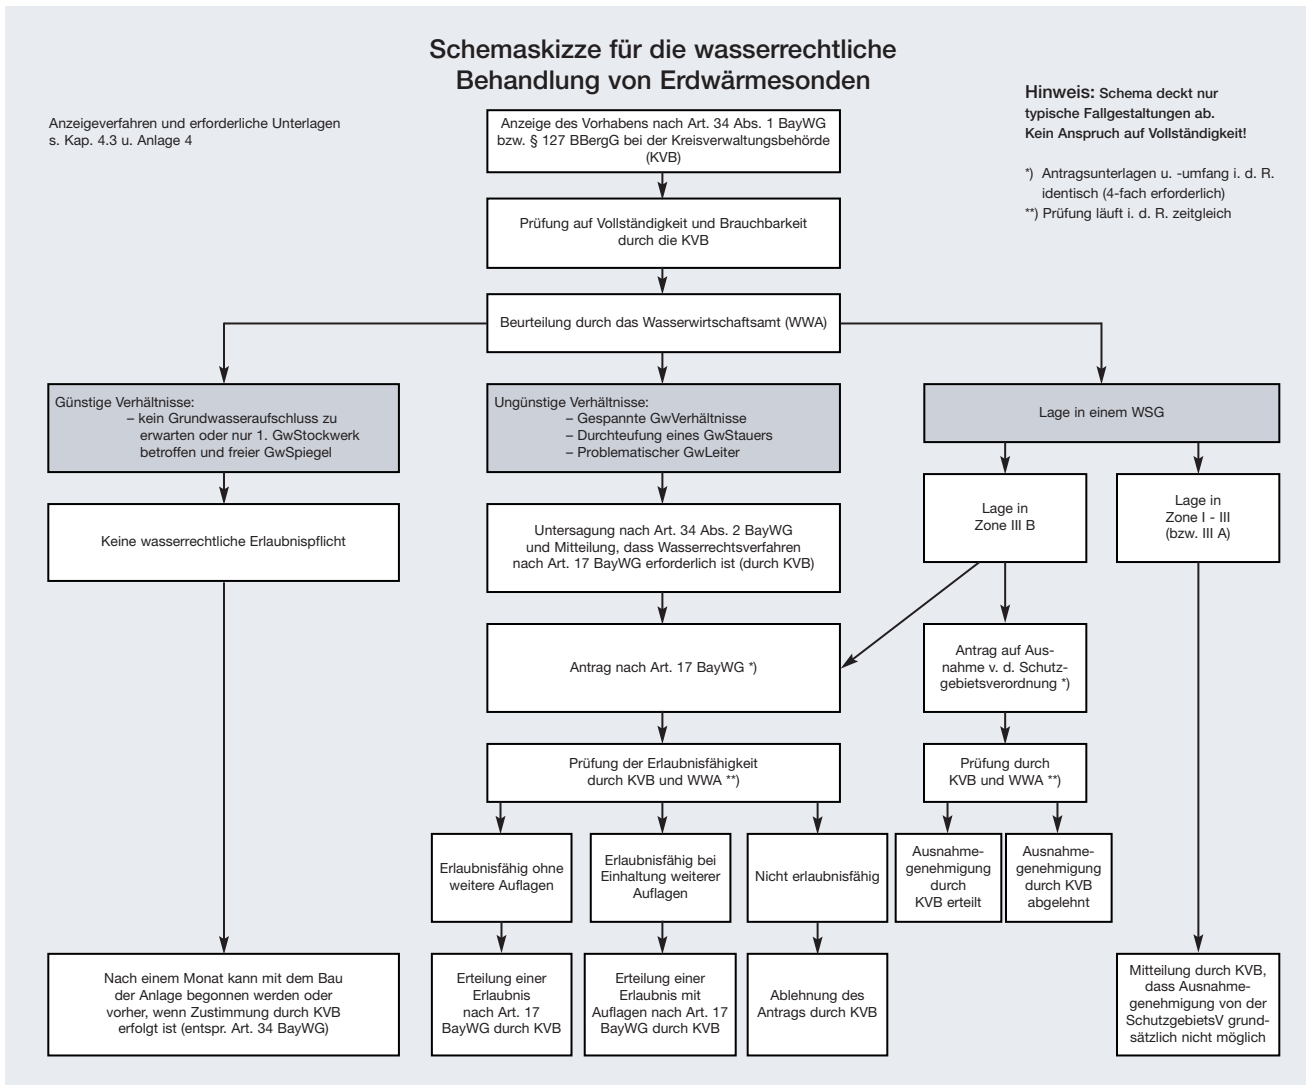 Schemaskizze für die wasserrechtliche
Behandlung von Erdwärmesonden
Anzeigeverfahren und erforderliche Unterlagen
s. Kap. 4.3 u. Anlage 4
Hinweis: Schema deckt nur
typische Fallgestaltungen ab.
Kein Anspruch auf Vollständigkeit!
*) Antragsunterlagen u. -umfang i. d. R.
identisch (4-fach erforderlich)
**) Prüfung läuft i. d. R. zeitgleich
Anzeige des Vorhabens nach Art. 34 Abs. 1 BayWG
bzw. § 127 BBergG bei der Kreisverwaltungsbehörde
(KVB)
Prüfung auf Vollständigkeit und Brauchbarkeit
durch die KVB
Beurteilung durch das Wasserwirtschaftsamt (WWA)
Günstige Verhältnisse:
– kein Grundwasseraufschluss zu
erwarten oder nur 1. GwStockwerk
betroffen und freier GwSpiegel
Ungünstige Verhältnisse:
– Gespannte GwVerhältnisse
– Durchteufung eines GwStauers
– Problematischer GwLeiter
Lage in einem WSG
Keine wasserrechtliche Erlaubnispflicht
Untersagung nach Art. 34 Abs. 2 BayWG
und Mitteilung, dass Wasserrechtsverfahren
nach Art. 17 BayWG erforderlich ist (durch KVB)
Lage in
Zone III B
Lage in
Zone I - III
(bzw. III A)
Antrag nach Art. 17 BayWG *)
Antrag auf Aus-
nahme v. d. Schutz-
gebietsverordnung *)
Prüfung der Erlaubnisfähigkeit
durch KVB und WWA **)
Prüfung durch
KVB und WWA **)
Erlaubnisfähig ohne
weitere Auflagen
Erlaubnisfähig bei
Einhaltung weiterer
Auflagen
Nicht erlaubnisfähig
Ausnahme-
genehmigung
durch
KVB erteilt
Ausnahme-
genehmigung
durch KVB
abgelehnt
Nach einem Monat kann mit dem Bau
der Anlage begonnen werden oder
vorher, wenn Zustimmung durch KVB
erfolgt ist (entspr. Art. 34 BayWG)
Erteilung einer
Erlaubnis
nach Art. 17
BayWG durch KVB
Erteilung einer
Erlaubnis mit
Auflagen nach Art. 17
BayWG durch KVB
Ablehnung des
Antrags durch KVB
Mitteilung durch KVB,
dass Ausnahme-
genehmigung von der
SchutzgebietsV grund-
sätzlich nicht möglich